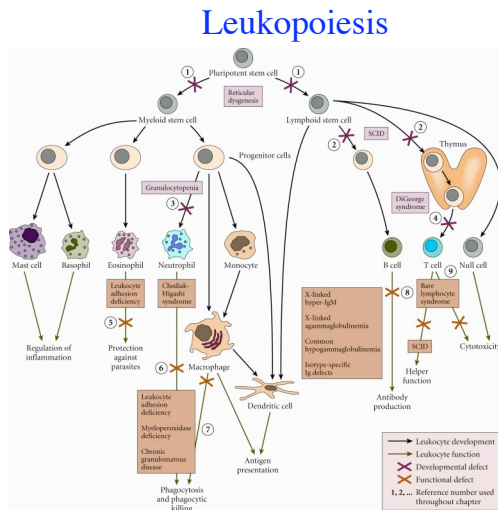 Leukopoiesis
1
1
Pluripotent stem cell
Reticular
dysgenesis
Myeloid stem cell
Lymphoid stem cell
SCID
2
2
Thymus
Progenitor cells
Granulocytopenia
3
DiGeorge
syndrome
4
Mast cell
Basophil
Eosinophil
Neutrophil
Monocyte
B cell
T cell
Null cell
Leukocyte
adhesion
deficiency
Chediak-
Higashi
syndrome
X-linked
hyper-IgM
X-linked
agammaglobulinemia
Common
hypogammaglobulinemia
Isotype-specific
Ig defects
8
9
Bare
lymphocyte
syndrome
5
Regulation of
inflammation
Protection
against
parasites
6
Macrophage
SCID
Helper
function
Cytotoxicity
Leukocyte
adhesion
deficiency
Myeloperoxidase
deficiency
Chronic
granulomatous
disease
7
Dendritic cell
Antibody
production
Antigen
presentation
Phagocytosis
and phagocytic
killing
Leukocyte development
Leukocyte function
Developmental defect
Functional defect
1, 2, ... Reference number used
throughout chapter